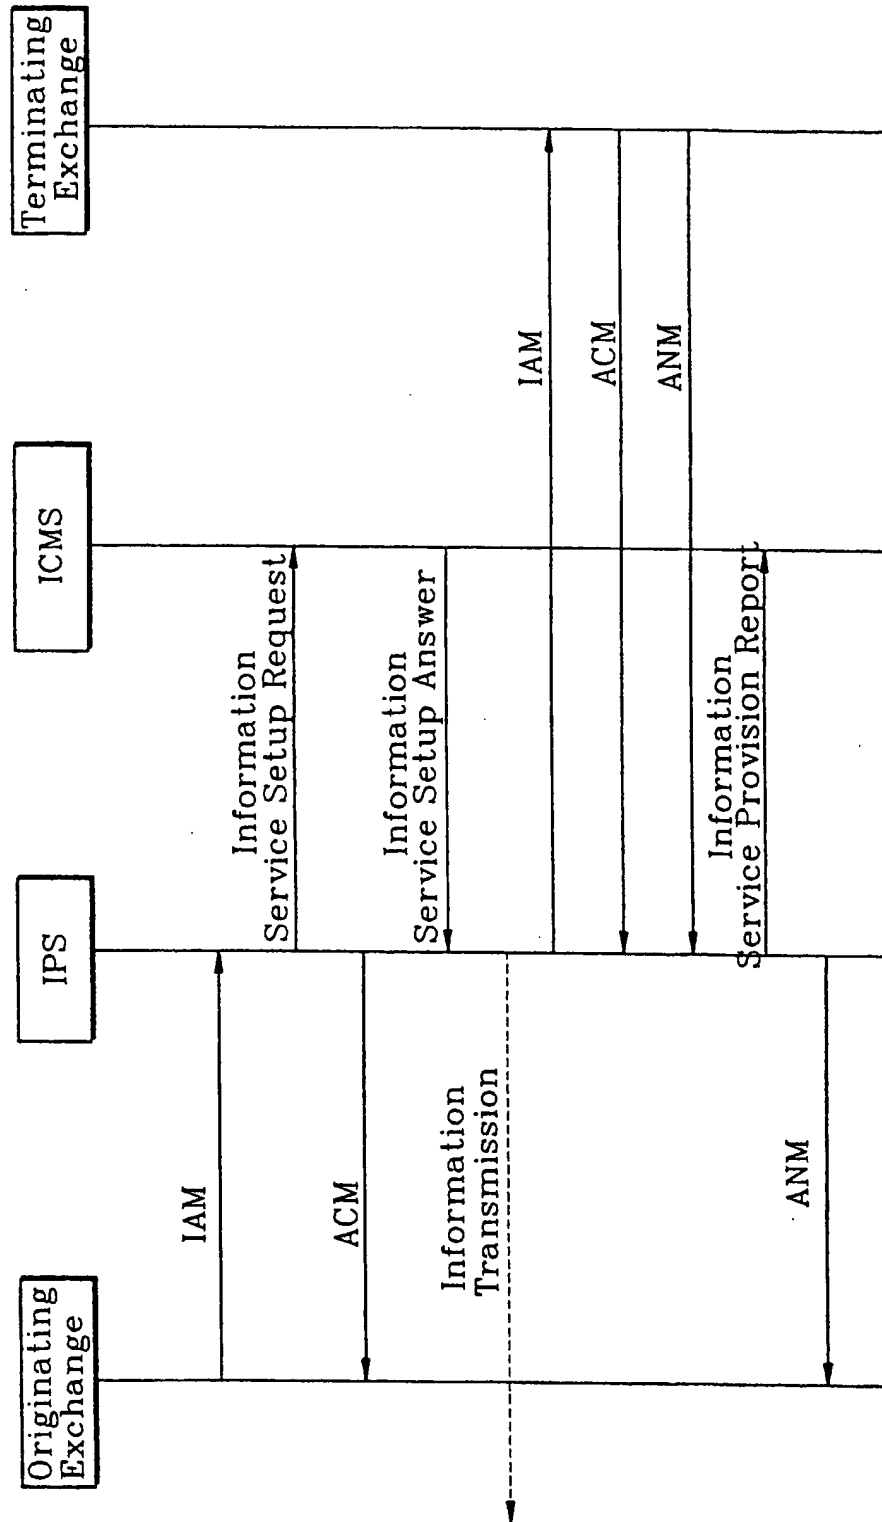 Originating
Exchange
IPS
ICMS
Terminating
Exchange
IAM
Information
Service Setup Request
ACM
Information
Service Setup Answer
Information
Transmission
IAM
ACM
ANM
Information
Service Provision Report
ANM